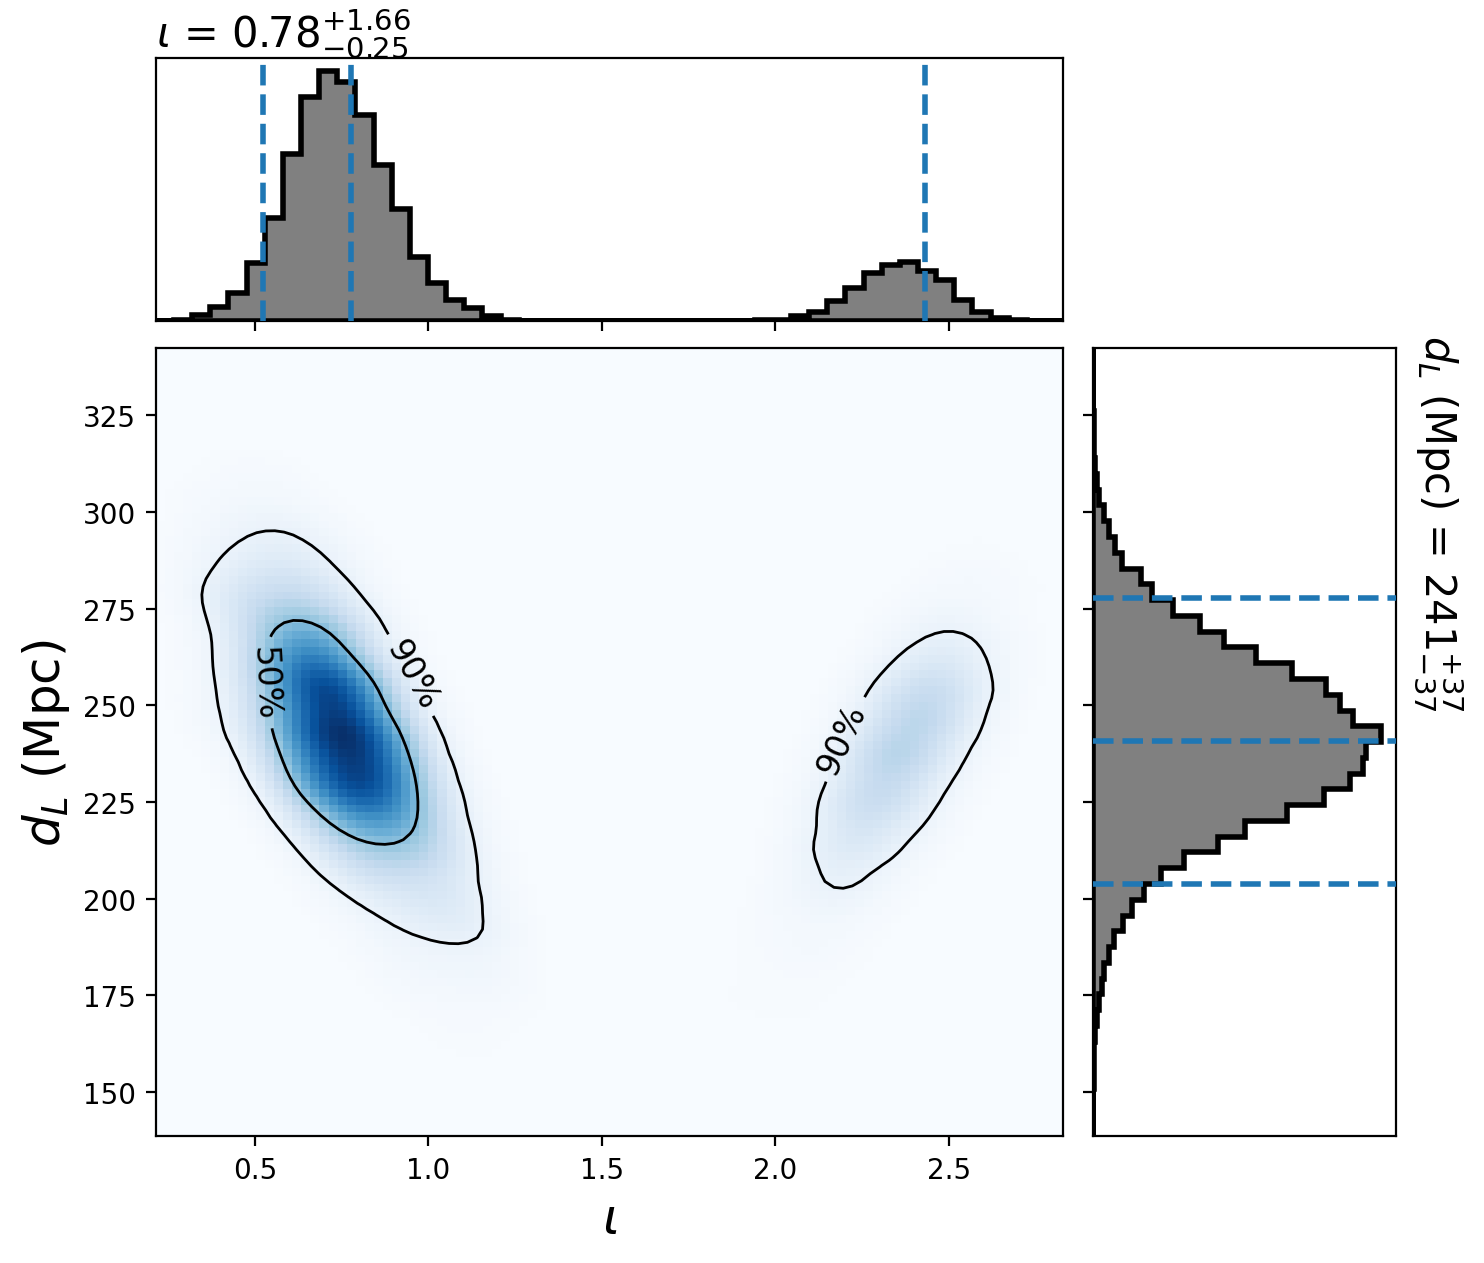 ι = 0.78^{+1.66}_{−0.25}
d_L (Mpc) = 241^{+37}_{−37}
d_L (Mpc)
325
300
275
250
225
200
175
150
50%
90%
90%
0.5 1.0 1.5 2.0 2.5
ι